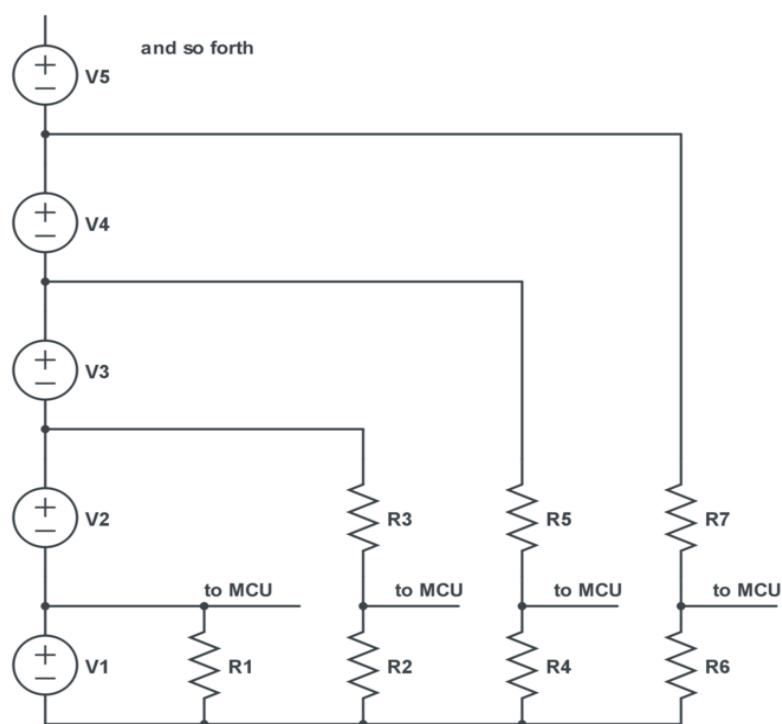 and so forth
V5
V4
V3
V2
R3
R5
R7
to MCU
to MCU
to MCU
to MCU
V1
R1
R2
R4
R6